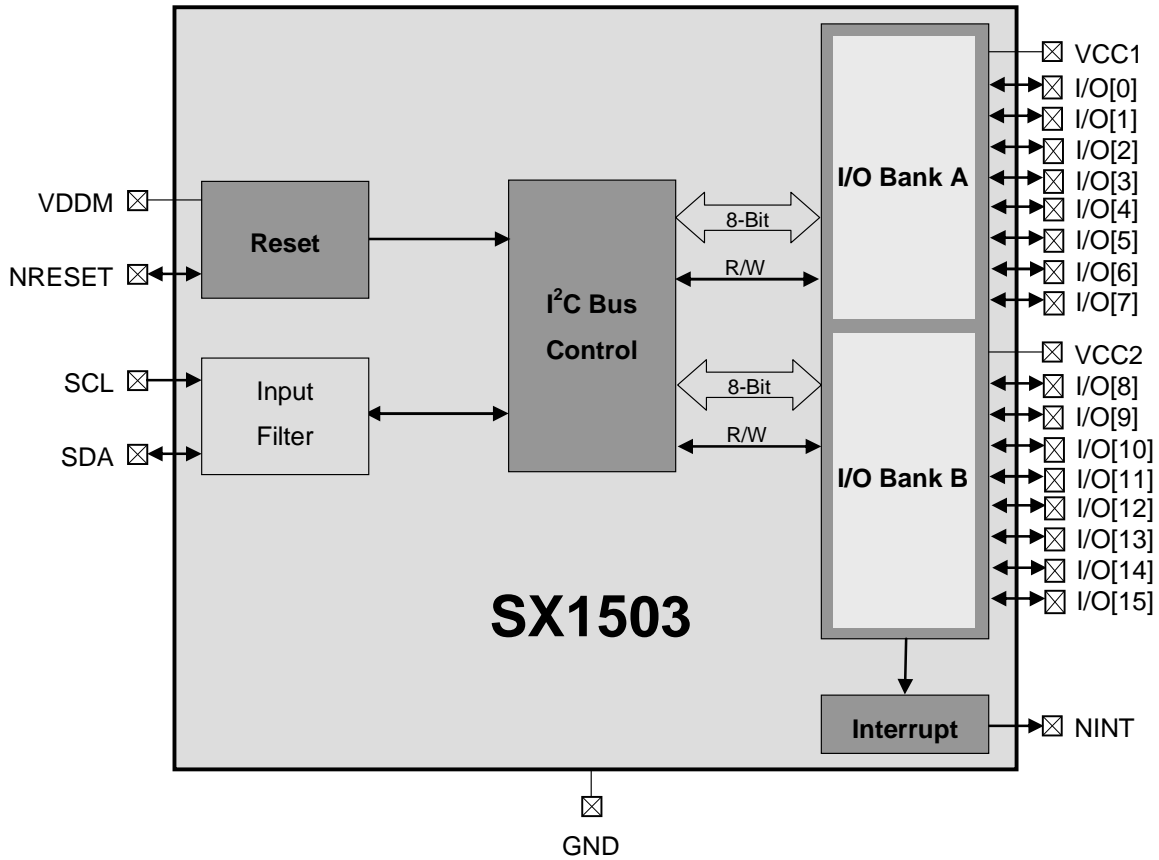 VDDM
NRESET
SCL
SDA
Reset
Input
Filter
I²C Bus
Control
8-Bit
R/W
8-Bit
R/W
I/O Bank A
I/O Bank B
VCC1
I/O[0]
I/O[1]
I/O[2]
I/O[3]
I/O[4]
I/O[5]
I/O[6]
I/O[7]
VCC2
I/O[8]
I/O[9]
I/O[10]
I/O[11]
I/O[12]
I/O[13]
I/O[14]
I/O[15]
SX1503
Interrupt
NINT
GND